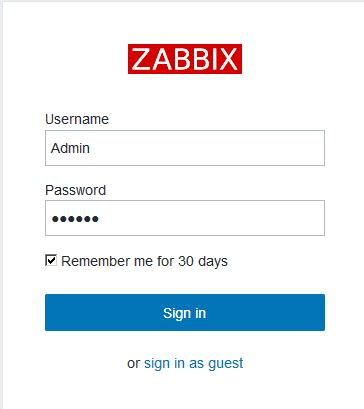 ZABBIX
Username
Admin
Password
●●●●●●
Remember me for 30 days
Sign in
or sign in as guest